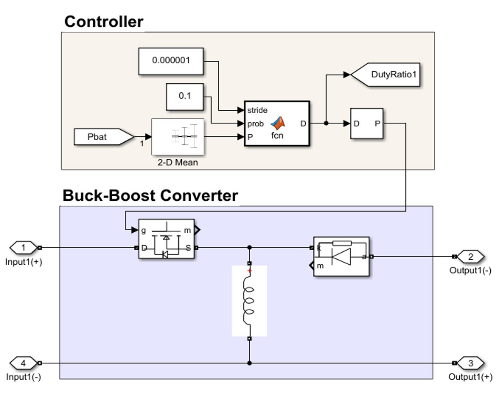 Controller
0.000001
DutyRatio1
0.1
stride
prob
P
D
fcn
D P
Pbat
1
2-D Mean
Buck-Boost Converter
g m
D S
k
m
a
1
Input1(+)
2
Output1(-)
4
Input1(-)
3
Output1(+)
+